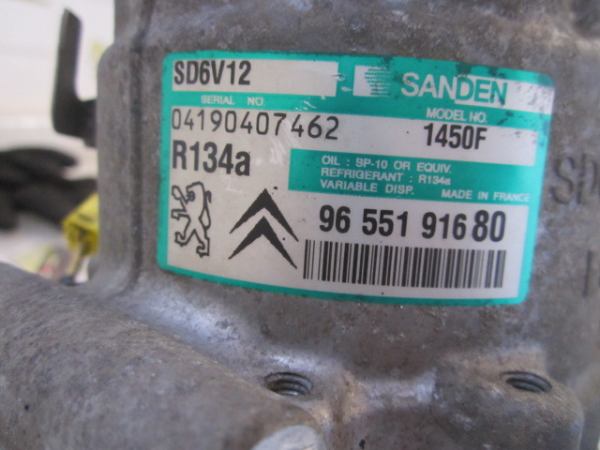 SD6V12
SANDEN
SERIAL NO.
MODEL NO.
04190407462
1450F
R134a
OIL : SP-10 OR EQUIV.
REFRIGERANT : R134a
VARIABLE DISP.
MADE IN FRANCE
96 551 916 80